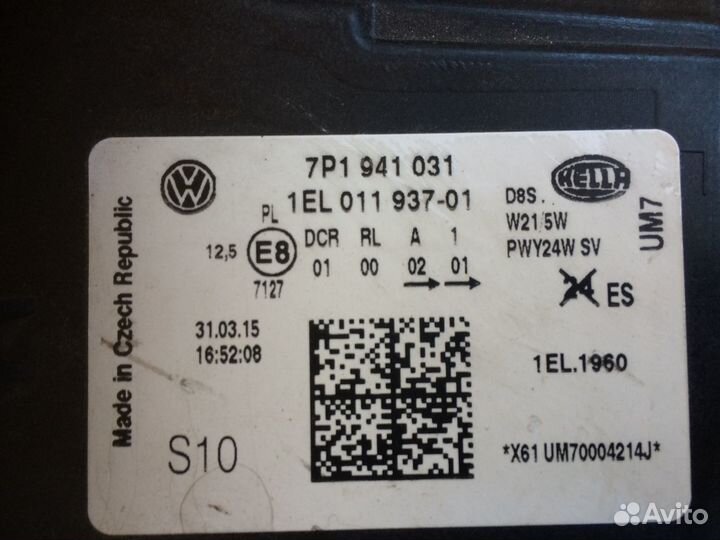 7P1 941 031
1EL 011 937-01
HELLA
D8S.
W21/5W
PWY24W SV
UM7
PL
12,5 E8 DCR RL A 1
7127 01 00 02 01
24 ES
Made in Czech Republic
31.03.15
16:52:08
1EL.1960
S10
*X61 UM70004214J*
Avito